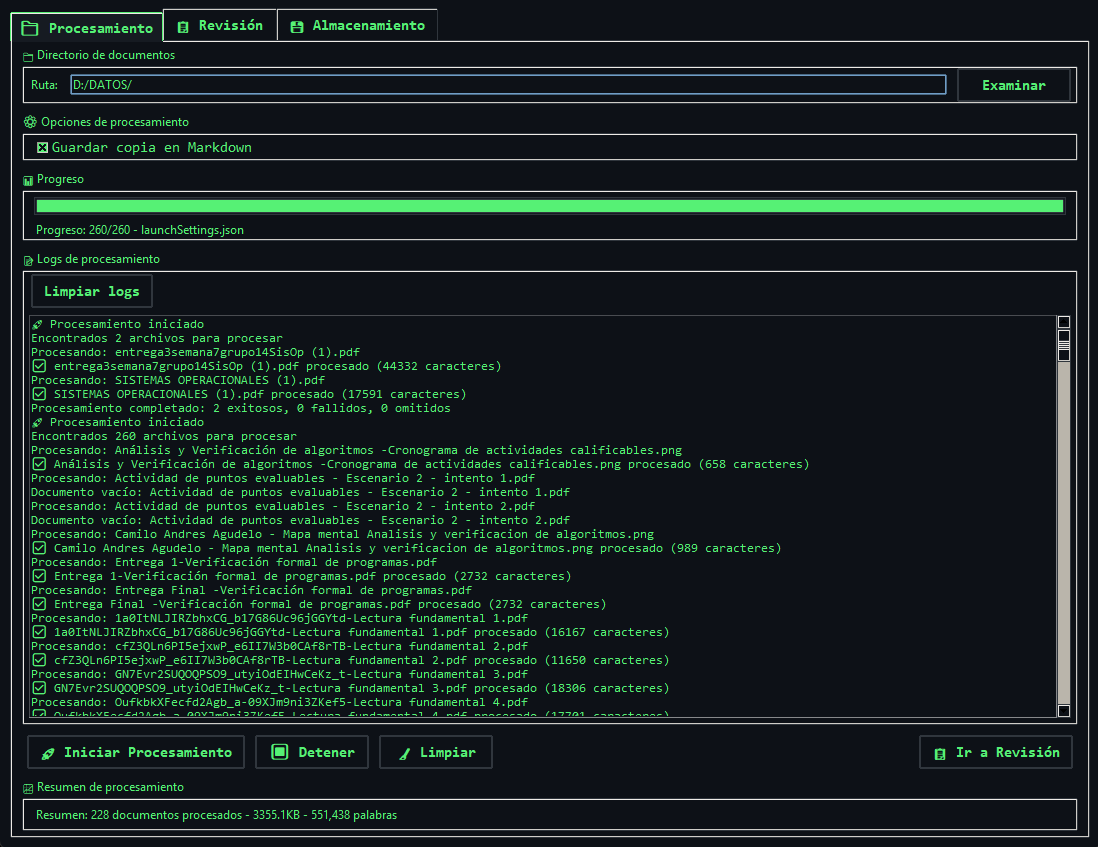 Procesamiento
Revisión
Almacenamiento
Directorio de documentos
Ruta: D:/DATOS/
Examinar
Opciones de procesamiento
Guardar copia en Markdown
Progreso
Progreso: 260/260 - launchSettings.json
Logs de procesamiento
Limpiar logs
Procesamiento iniciado
Encontrados 2 archivos para procesar
Procesando: entrega3semana7grupo14SisOp (1).pdf
entrega3semana7grupo14SisOp (1).pdf procesado (44332 caracteres)
Procesando: SISTEMAS OPERACIONALES (1).pdf
SISTEMAS OPERACIONALES (1).pdf procesado (17591 caracteres)
Procesamiento completado: 2 exitosos, 0 fallidos, 0 omitidos
Procesamiento iniciado
Encontrados 260 archivos para procesar
Procesando: Análisis y Verificación de algoritmos -Cronograma de actividades calificables.png
Análisis y Verificación de algoritmos -Cronograma de actividades calificables.png procesado (658 caracteres)
Procesando: Actividad de puntos evaluables - Escenario 2 - intento 1.pdf
Documento vacío: Actividad de puntos evaluables - Escenario 2 - intento 1.pdf
Procesando: Actividad de puntos evaluables - Escenario 2 - intento 2.pdf
Documento vacío: Actividad de puntos evaluables - Escenario 2 - intento 2.pdf
Procesando: Camilo Andres Agudelo - Mapa mental Analisis y verificacion de algoritmos.png
Camilo Andres Agudelo - Mapa mental Analisis y verificacion de algoritmos.png procesado (989 caracteres)
Procesando: Entrega 1-Verificación formal de programas.pdf
Entrega 1-Verificación formal de programas.pdf procesado (2732 caracteres)
Procesando: Entrega Final -Verificación formal de programas.pdf
Entrega Final -Verificación formal de programas.pdf procesado (2732 caracteres)
Procesando: 1a0ItNLJIRZbhxCG_b17G86Uc96jGGYtd-Lectura fundamental 1.pdf
1a0ItNLJIRZbhxCG_b17G86Uc96jGGYtd-Lectura fundamental 1.pdf procesado (16167 caracteres)
Procesando: cfZ3QLn6PI5ejxwP_e6II7W3b0CAf8rTB-Lectura fundamental 2.pdf
cfZ3QLn6PI5ejxwP_e6II7W3b0CAf8rTB-Lectura fundamental 2.pdf procesado (11650 caracteres)
Procesando: GN7Evr2SUQOQPSO9_utyiOdEIHwCeKz_t-Lectura fundamental 3.pdf
GN7Evr2SUQOQPSO9_utyiOdEIHwCeKz_t-Lectura fundamental 3.pdf procesado (18306 caracteres)
Procesando: OufkbkXFecfd2Agb_a-09XJm9ni3ZKef5-Lectura fundamental 4.pdf
OufkbkXFecfd2Agb_a-09XJm9ni3ZKef5-Lectura fundamental 4.pdf procesado (17701 caracteres)
Iniciar Procesamiento
Detener
Limpiar
Ir a Revisión
Resumen de procesamiento
Resumen: 228 documentos procesados - 3355.1KB - 551,438 palabras